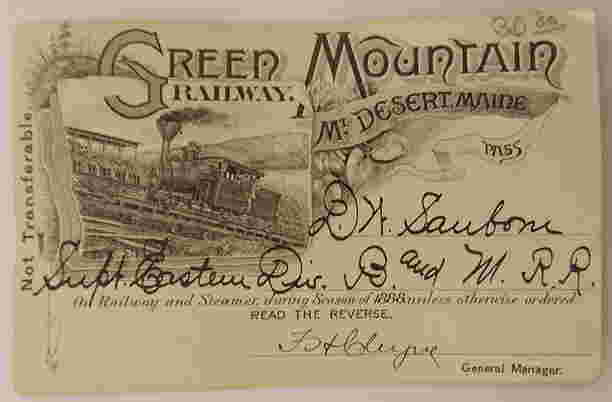 30
GREEN MOUNTAIN
RAILWAY.
Mt. DESERT, MAINE
PASS
Not Transferable.
D. W. Sanborn
Supt. Eastern Div. B. and M. R. R.
On Railway and Steamer, during Season of 1888 unless otherwise ordered.
READ THE REVERSE.
General Manager.